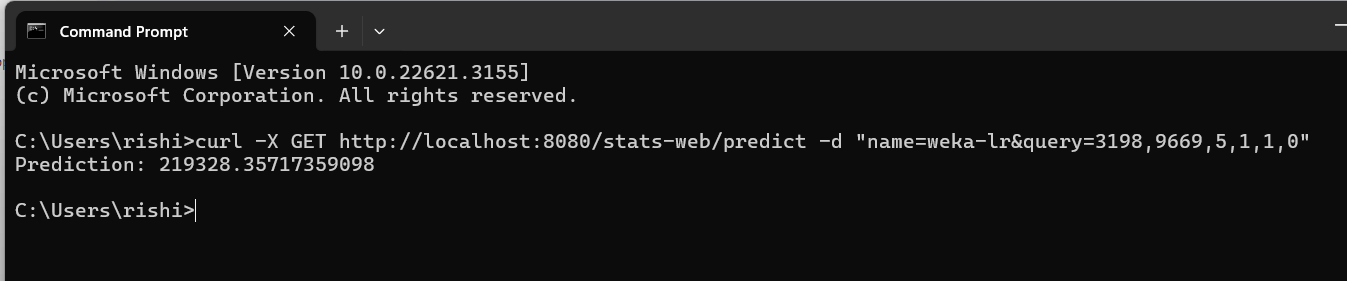 Command Prompt
Microsoft Windows [Version 10.0.22621.3155]
(c) Microsoft Corporation. All rights reserved.
C:\Users\rishi>curl -X GET http://localhost:8080/stats-web/predict -d "name=weka-lr&query=3198,9669,5,1,1,0"
Prediction: 219328.35717359098
C:\Users\rishi>